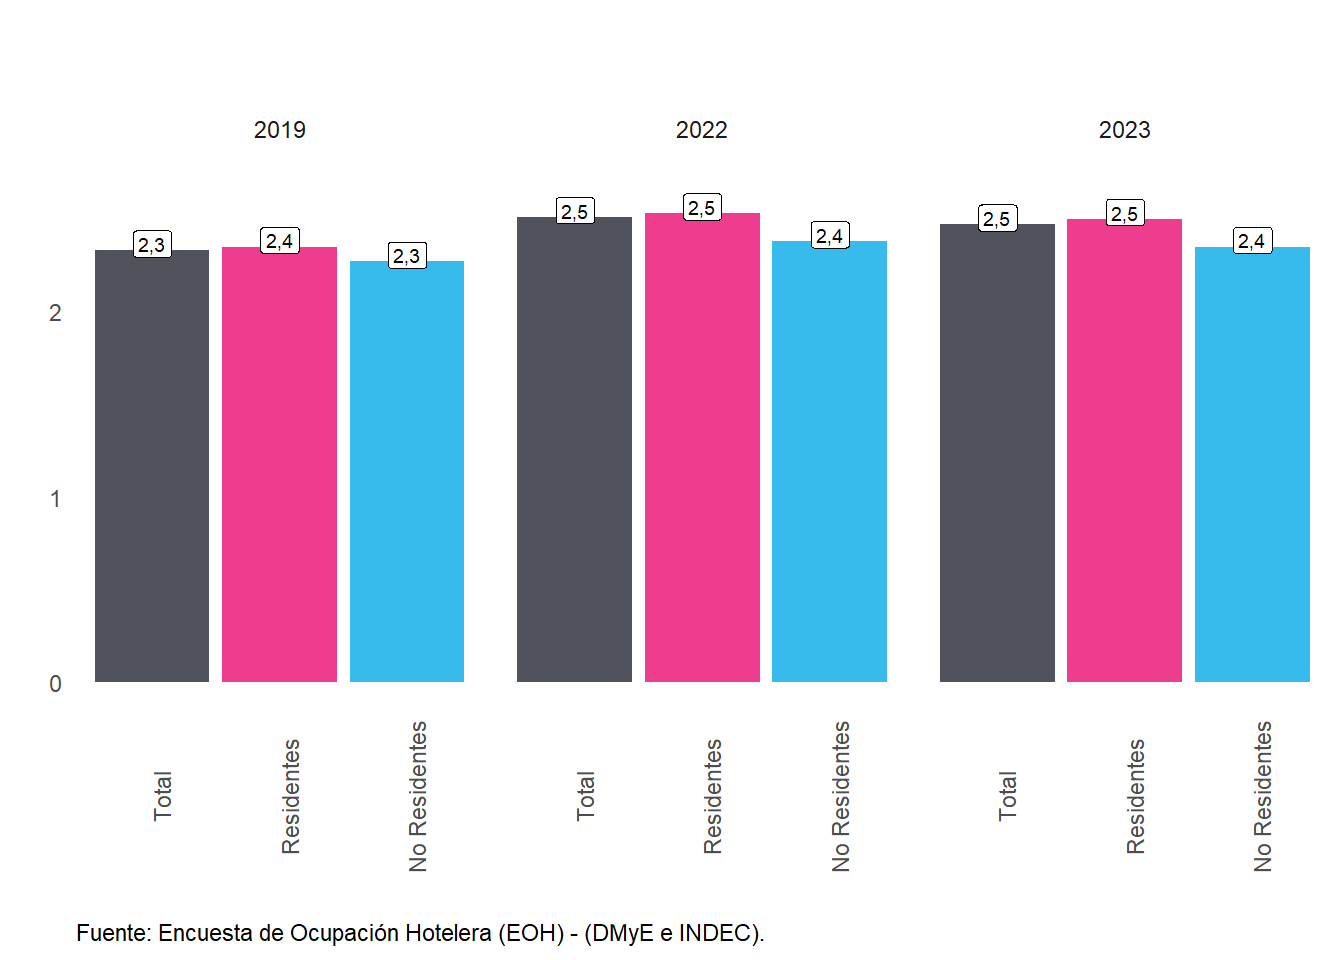 2019
2022
2023
2,3
2,4
2,3
2,5
2,5
2,4
2,5
2,5
2,4
2
1
0
Total
Residentes
No Residentes
Total
Residentes
No Residentes
Total
Residentes
No Residentes
Fuente: Encuesta de Ocupación Hotelera (EOH) - (DMyE e INDEC).